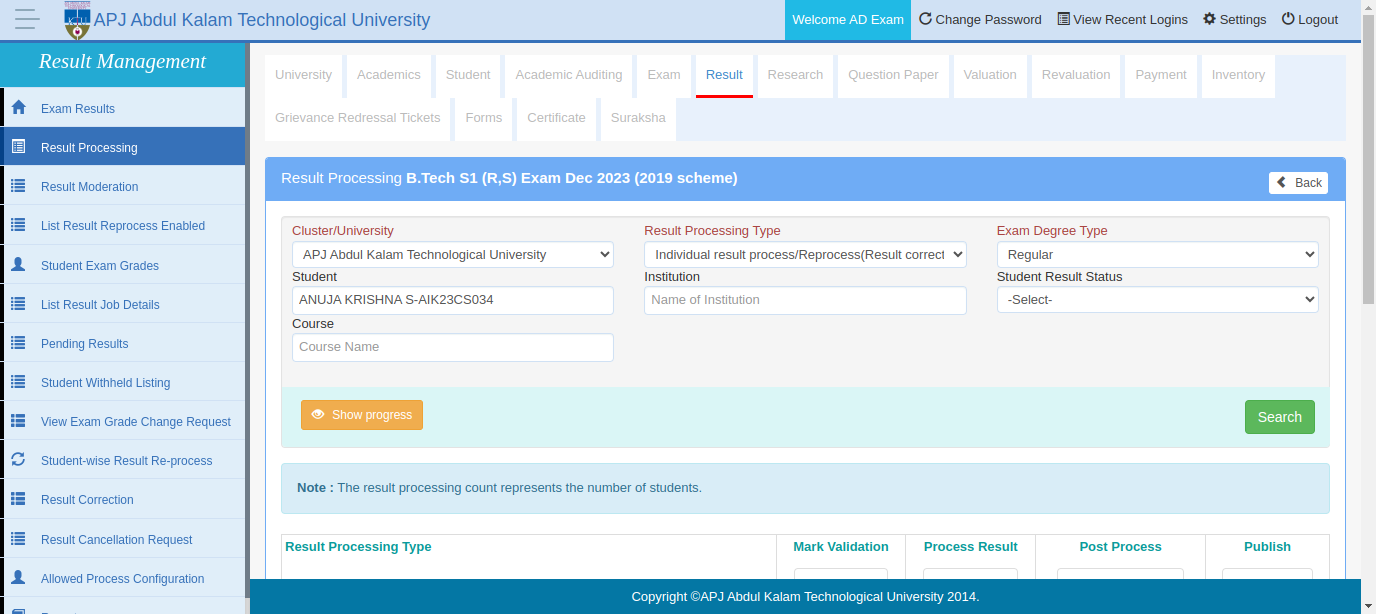 APJ Abdul Kalam Technological University
Welcome AD Exam Change Password View Recent Logins Settings Logout
Result Management
Exam Results
Result Processing
Result Moderation
List Result Reprocess Enabled
Student Exam Grades
List Result Job Details
Pending Results
Student Withheld Listing
View Exam Grade Change Request
Student-wise Result Re-process
Result Correction
Result Cancellation Request
Allowed Process Configuration
University Academics Student Academic Auditing Exam Result Research Question Paper Valuation Revaluation Payment Inventory
Grievance Redressal Tickets Forms Certificate Suraksha
Result Processing B.Tech S1 (R,S) Exam Dec 2023 (2019 scheme)
Back
Cluster/University Result Processing Type Exam Degree Type
APJ Abdul Kalam Technological University Individual result process/Reprocess(Result correct Regular
Student Institution Student Result Status
ANUJA KRISHNA S-AIK23CS034 Name of Institution -Select-
Course
Course Name
Show progress Search
Note : The result processing count represents the number of students.
Result Processing Type Mark Validation Process Result Post Process Publish
Copyright ©APJ Abdul Kalam Technological University 2014.